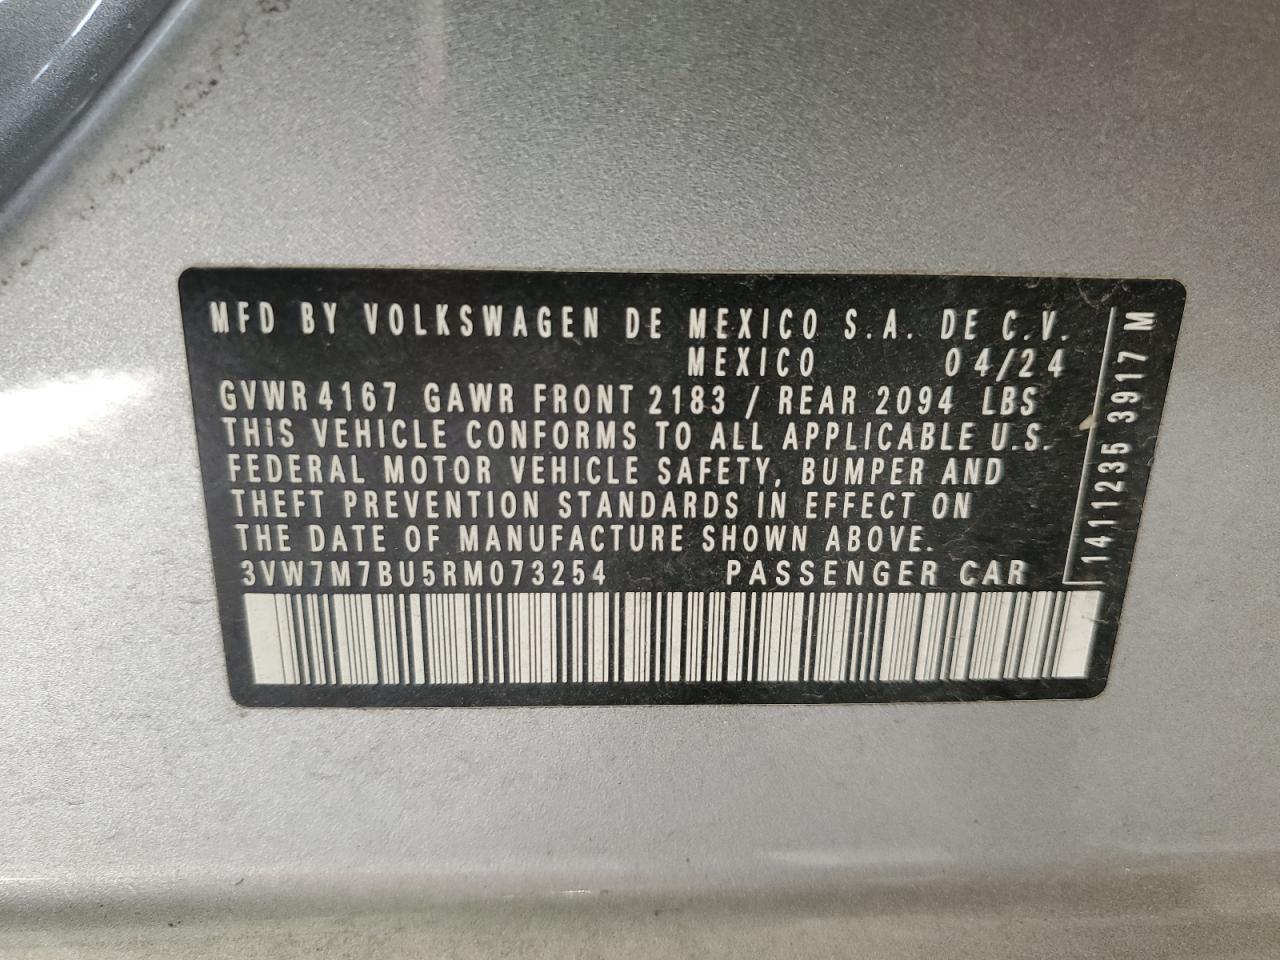 MFD BY VOLKSWAGEN DE MEXICO S.A. DE C.V.
MEXICO 04/24
GVWR 4167 GAWR FRONT 2183 / REAR 2094 LBS
THiS VEHICLE CONFORMS TO ALL APPLICABLE U.S.
FEDERAL MOTOR VEHICLE SAFETY, BUMPER AND
THEFT PREVENTION STANDARDS IN EFFECT ON
THE DATE OF MANUFACTURE SHOWN ABOVE.
3VW7M7BU5RM073254 PASSENGER CAR
1411235 3917 M